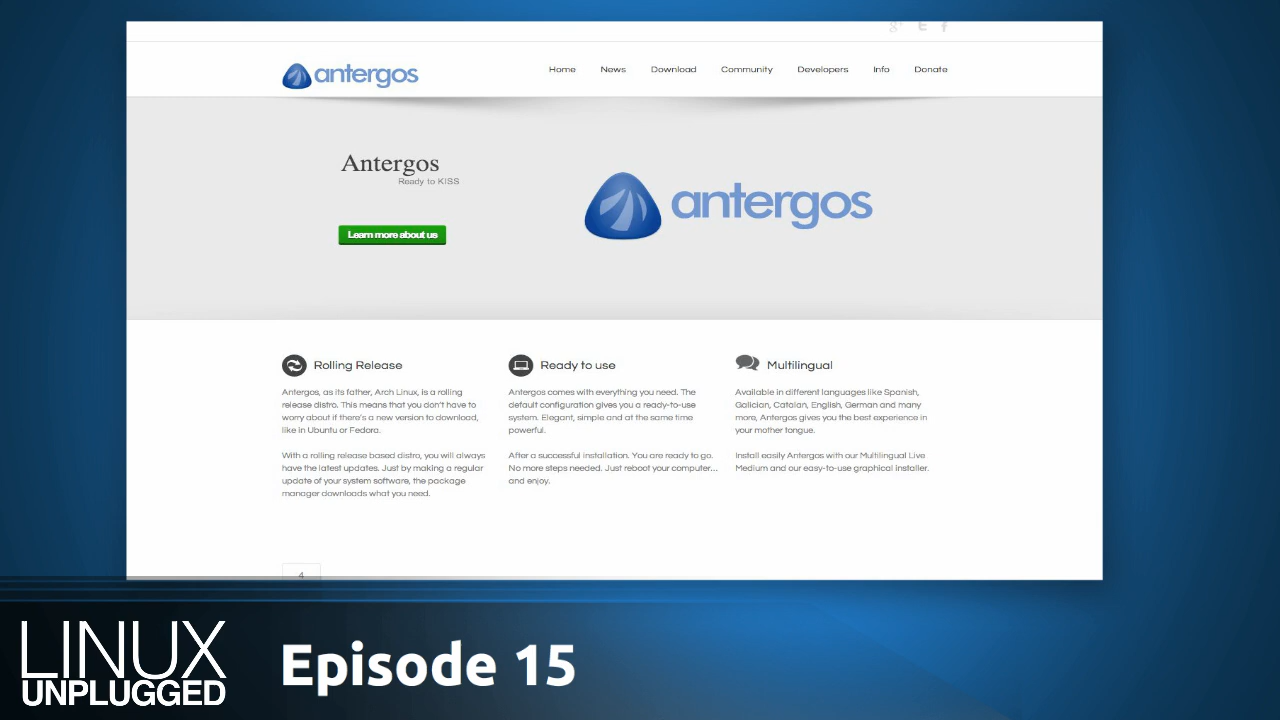 antergos
Home News Download Community Developers Info Donate
Antergos
Ready to KISS
Learn more about us
antergos
Rolling Release
Antergos, as its father, Arch Linux, is a rolling
release distro. This means that you don't have to
worry about if there's a new version to download,
like in Ubuntu or Fedora.
With a rolling release based distro, you will always
have the latest updates. Just by making a regular
update of your system software, the package
manager downloads what you need.
Ready to use
Antergos comes with everything you need. The
default configuration gives you a ready-to-use
system. Elegant, simple and at the same time
powerful.
After a successful installation. You are ready to go.
No more steps needed. Just reboot your computer...
and enjoy.
Multilingual
Available in different languages like Spanish,
Galician, Catalan, English, German and many
more, Antergos gives you the best experience in
your mother tongue.
Install easily Antergos with our Multilingual Live
Medium and our easy-to-use graphical installer.
4
LINUX
UNPLUGGED
Episode 15